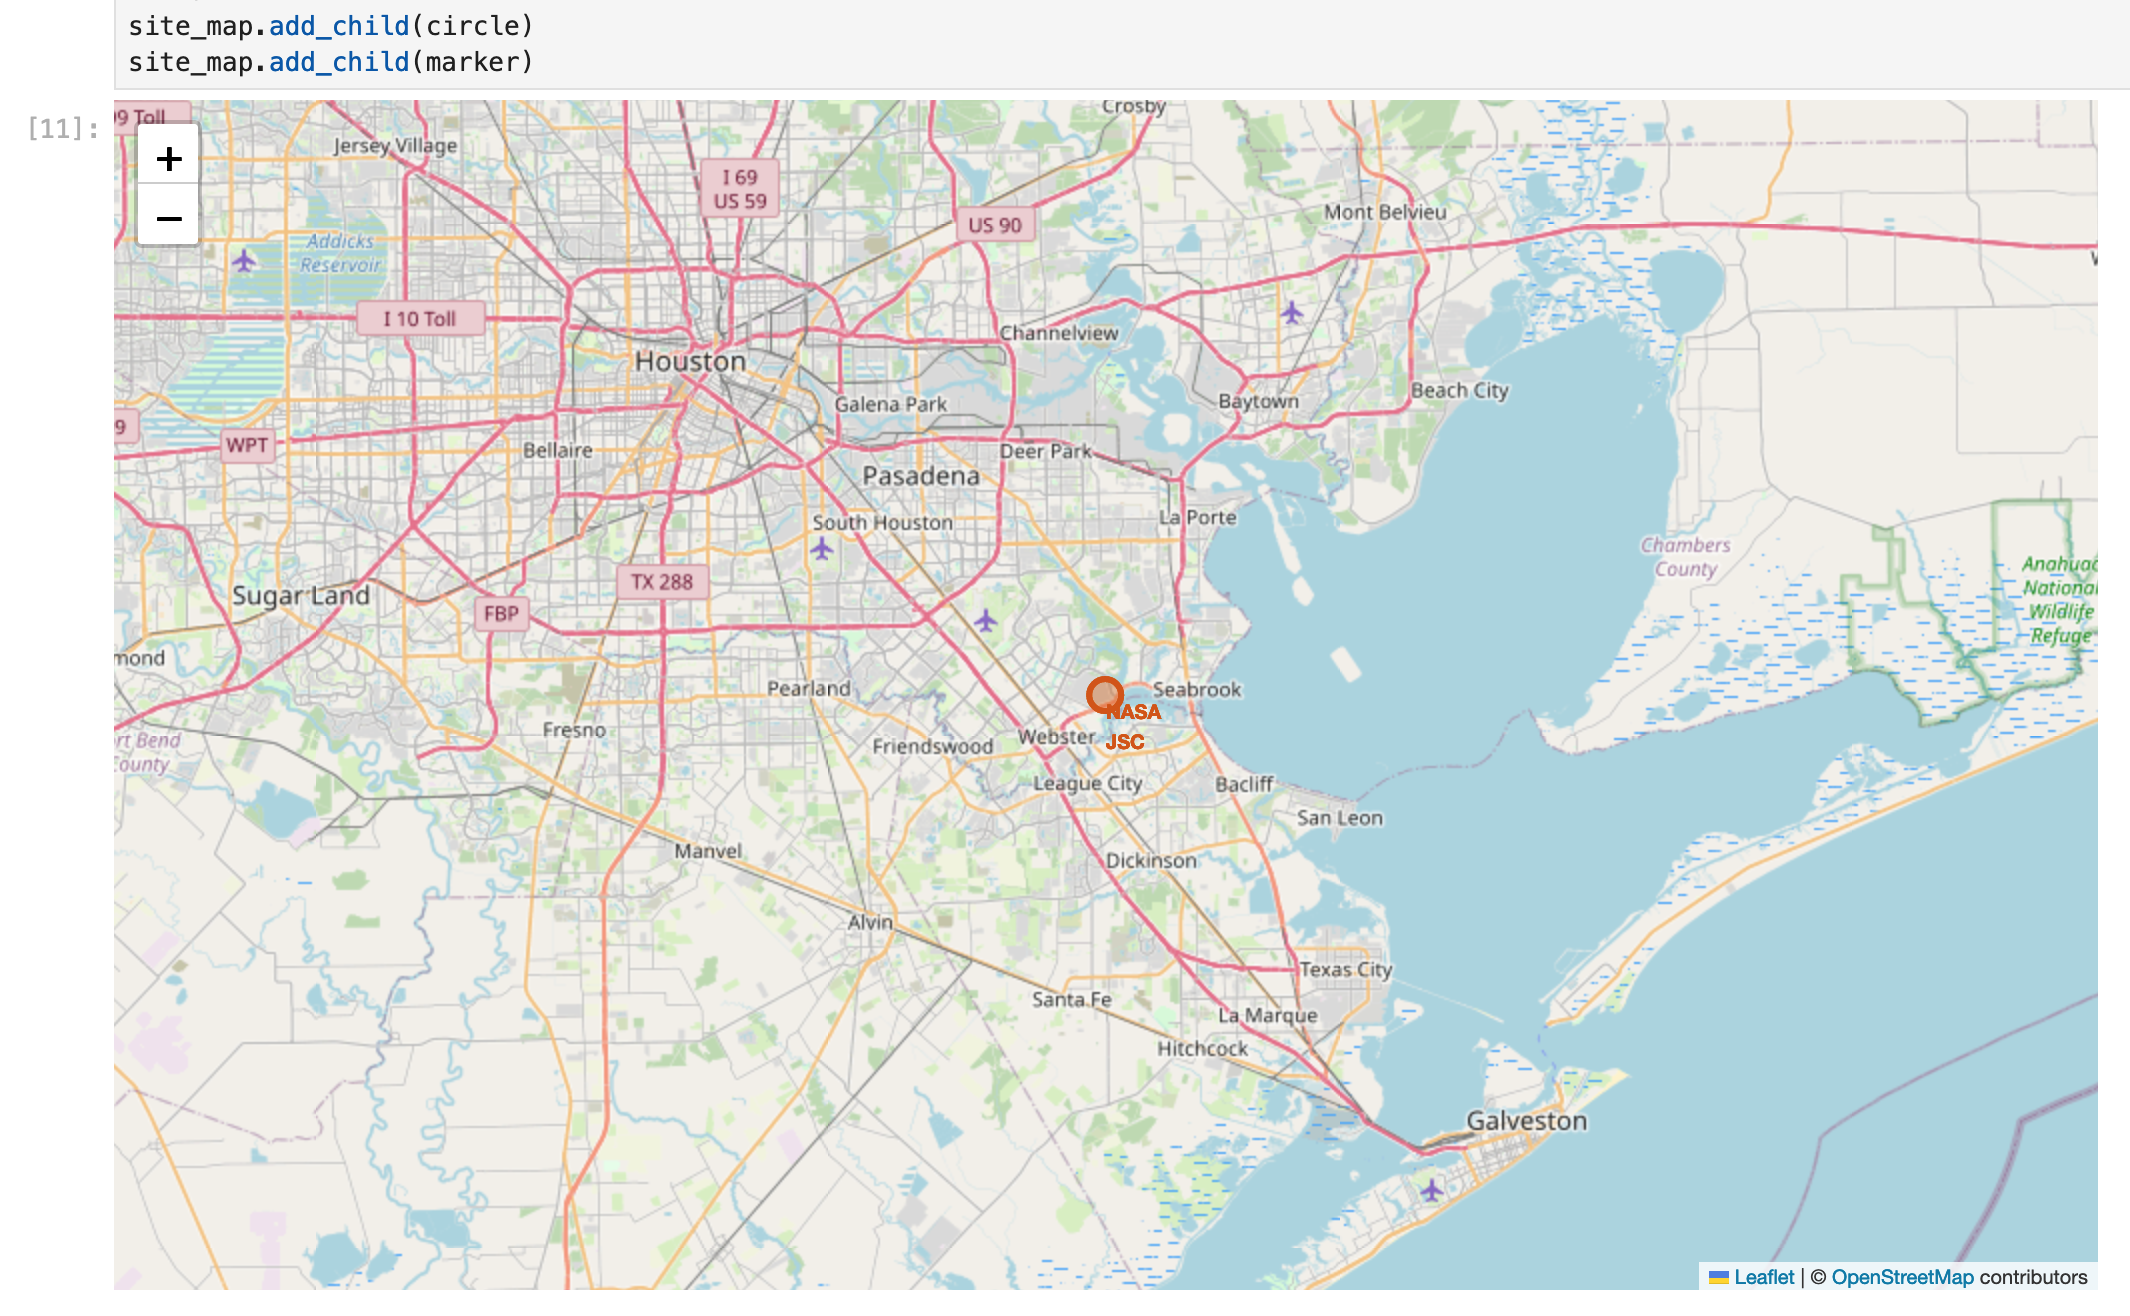 site_map.add_child(circle)
site_map.add_child(marker)
[11]:
99 Toll
+
−
Crosby
Jersey Village
I 69
US 59
US 90
Mont Belvieu
Addicks
Reservoir
I 10 Toll
Channelview
Houston
Galena Park
Baytown
Beach City
9
WPT
Bellaire
Deer Park
Pasadena
South Houston
La Porte
Chambers
County
TX 288
Sugar Land
FBP
Anahuac
National
Wildlife
Refuge
mond
Pearland
Seabrook
NASA
JSC
Fresno
Friendswood
Webster
ort Bend
County
League City
Bacliff
San Leon
Manvel
Dickinson
Alvin
Texas City
Santa Fe
La Marque
Hitchcock
Galveston
Leaflet | © OpenStreetMap contributors